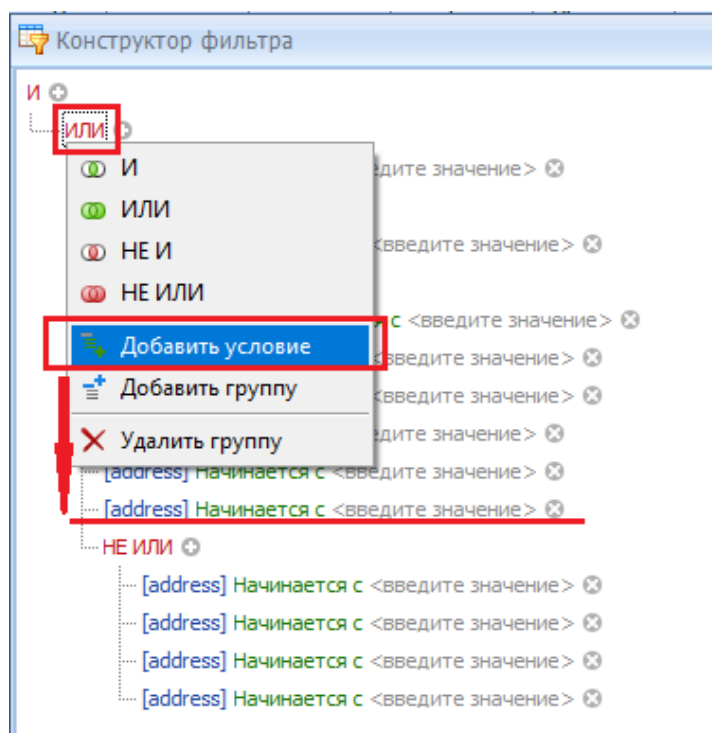 Конструктор фильтра
И
ИЛИ
И
значение>
ИЛИ
НЕ И
<введите значение>
НЕ ИЛИ
с <введите значение>
Добавить условие
<введите значение>
Добавить группу
<введите значение>
Удалить группу
значение>
[address] Начинается с <введите значение>
[address] Начинается с <введите значение>
НЕ ИЛИ
[address] Начинается с <введите значение>
[address] Начинается с <введите значение>
[address] Начинается с <введите значение>
[address] Начинается с <введите значение>